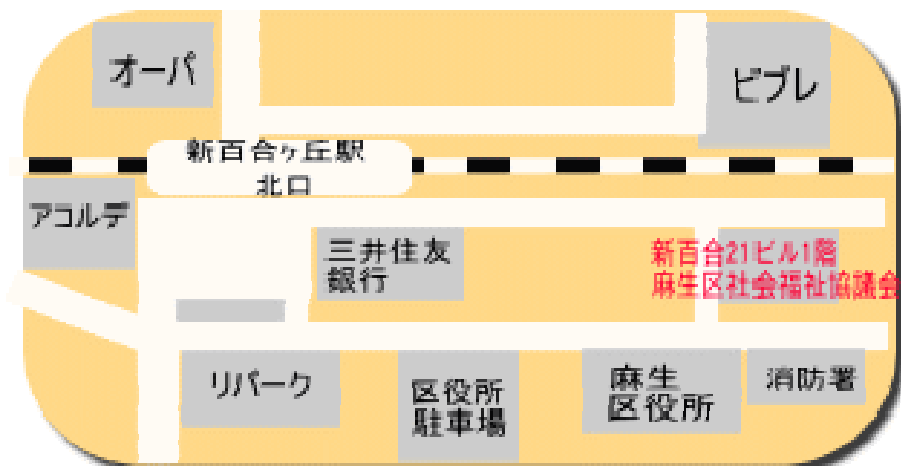 オーパ
ビブレ
新百合ヶ丘駅
北口
アコルデ
三井住友
銀行
新百合21ビル1階
麻生区社会福祉協議会
リパーク
区役所
駐車場
麻生
区役所
消防署